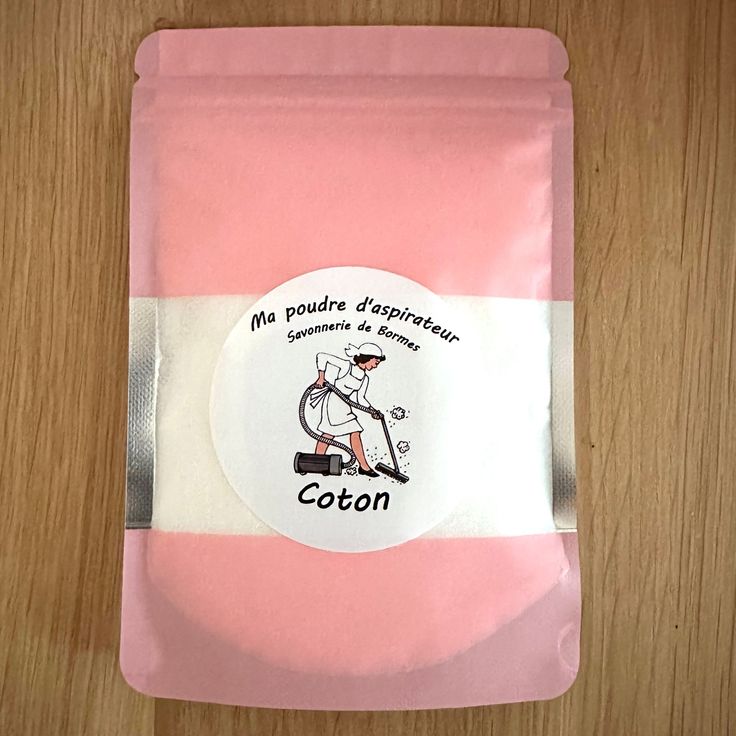 Ma poudre d'aspirateur
Savonnerie de Bormes
Coton